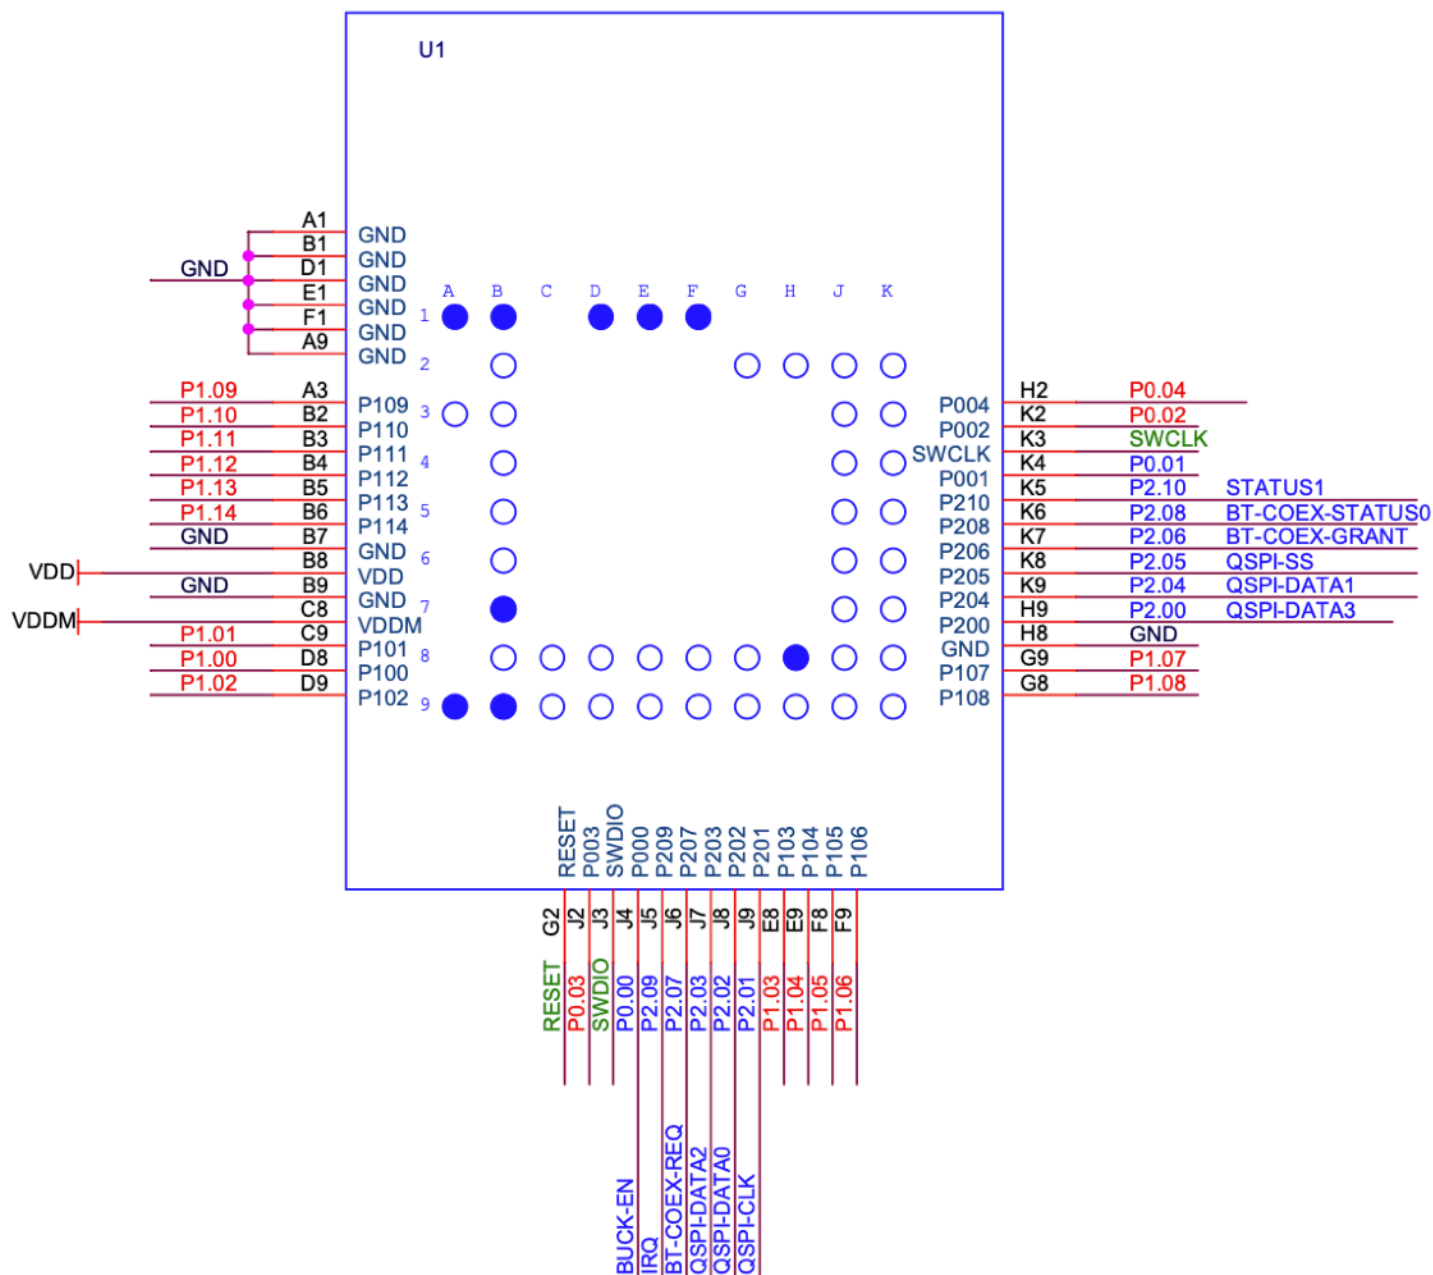 U1
A1 GND
B1 GND
GND D1 GND
E1 GND
F1 GND
A9 GND
A B C D E F G H J K
1
2
3
4
5
6
7
8
9
P1.09 A3 P109
P1.10 B2 P110
P1.11 B3 P111
P1.12 B4 P112
P1.13 B5 P113
P1.14 B6 P114
GND B7 GND
VDD B8 VDD
GND B9 GND
VDDM C8 VDDM
P1.01 C9 P101
P1.00 D8 P100
P1.02 D9 P102
P004 H2 P0.04
P002 K2 P0.02
SWCLK K3 SWCLK
P001 K4 P0.01
P210 K5 P2.10 STATUS1
P208 K6 P2.08 BT-COEX-STATUS0
P206 K7 P2.06 BT-COEX-GRANT
P205 K8 P2.05 QSPI-SS
P204 K9 P2.04 QSPI-DATA1
P200 H9 P2.00 QSPI-DATA3
GND H8 GND
P107 G9 P1.07
P108 G8 P1.08
RESET G2 RESET
P003 J2 P0.03
SWDIO J3 SWDIO
P000 J4 P0.00 BUCK-EN
P209 J5 P2.09 IRQ
P207 J6 P2.07 BT-COEX-REQ
P203 J7 P2.03 QSPI-DATA2
P202 J8 P2.02 QSPI-DATA0
P201 J9 P2.01 QSPI-CLK
P103 E8 P1.03
P104 E9 P1.04
P105 F8 P1.05
P106 F9 P1.06